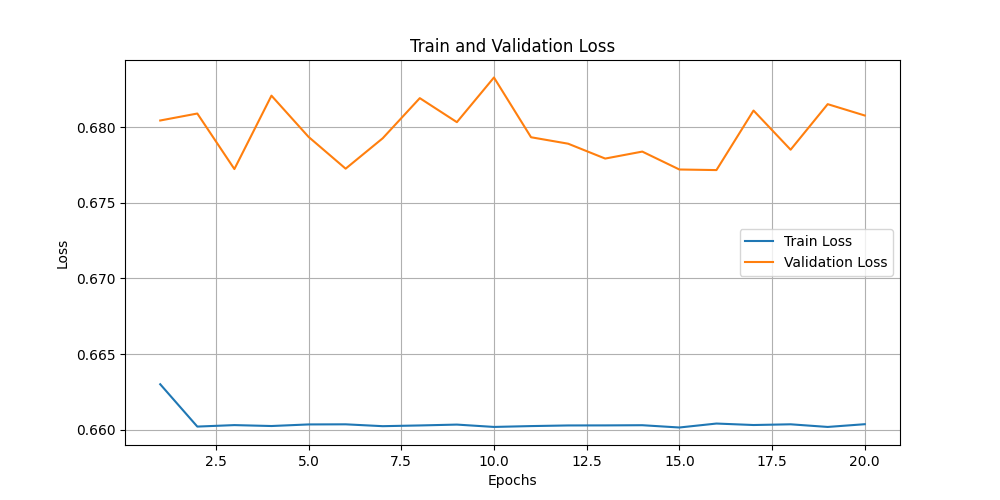 Train and Validation Loss
0.680
0.675
0.670
0.665
0.660
Loss
Train Loss
Validation Loss
2.5 5.0 7.5 10.0 12.5 15.0 17.5 20.0
Epochs